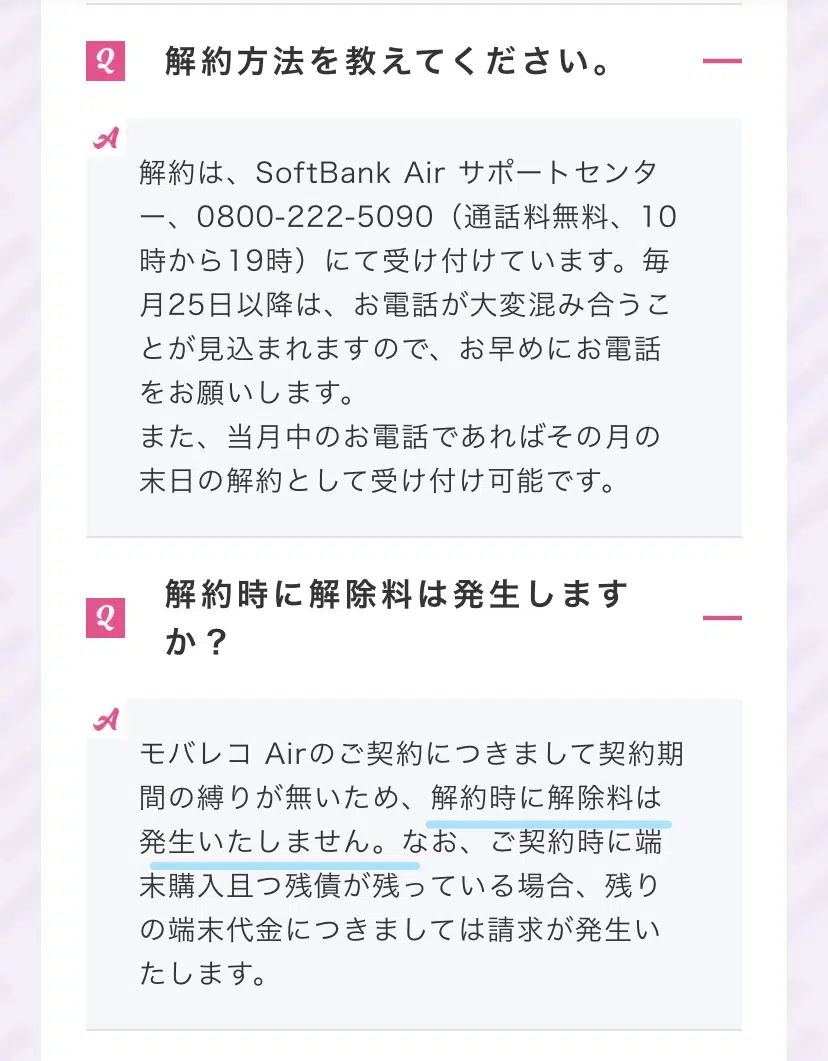 Q 解約方法を教えてください。
A
解約は、SoftBank Air サポートセンタ
ー、0800-222-5090（通話料無料、10
時から19時）にて受け付けています。毎
月25日以降は、お電話が大変混み合うこ
とが見込まれますので、お早めにお電話
をお願いします。
また、当月中のお電話であればその月の
末日の解約として受け付け可能です。
Q 解約時に解除料は発生します
か？
A
モバレコ Airのご契約につきまして契約期
間の縛りが無いため、解約時に解除料は
発生いたしません。なお、ご契約時に端
末購入且つ残債が残っている場合、残り
の端末代金につきましては請求が発生い
たします。